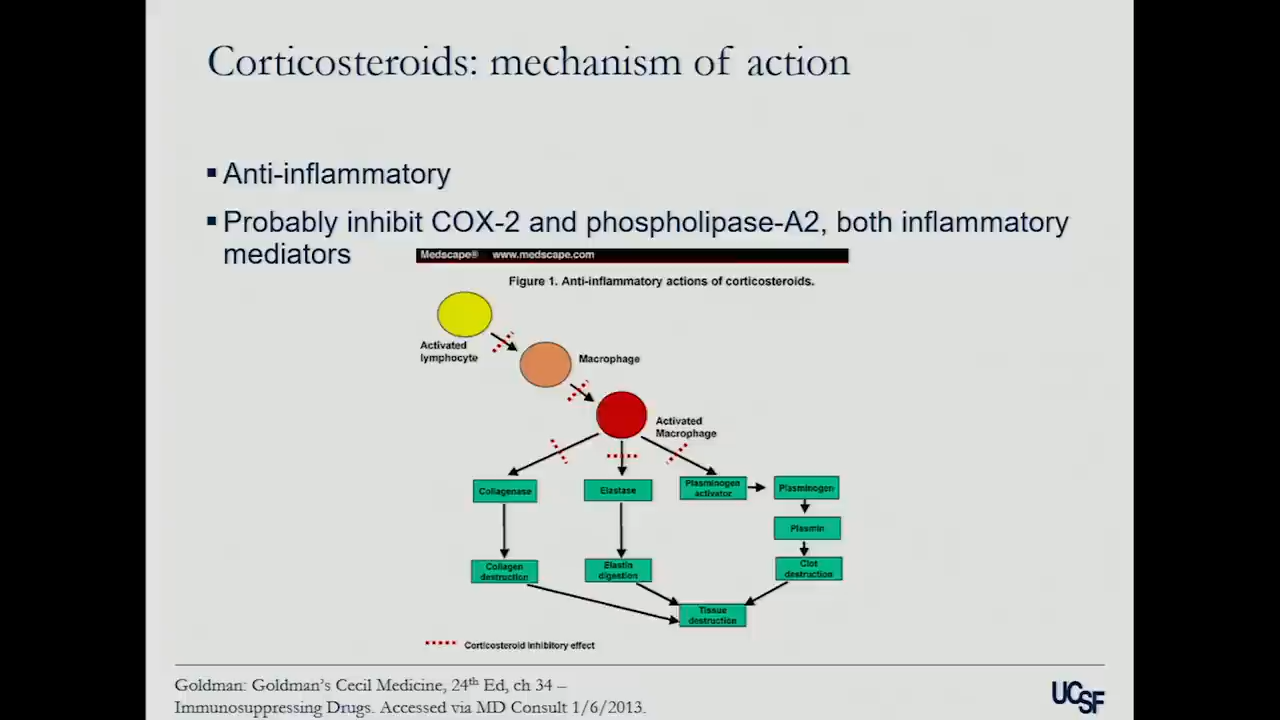 Corticosteroids: mechanism of action
▪ Anti-inflammatory
▪ Probably inhibit COX-2 and phospholipase-A2, both inflammatory
mediators
Medscape® www.medscape.com
Figure 1. Anti-inflammatory actions of corticosteroids.
Activated
lymphocyte
Macrophage
Activated
Macrophage
Collagenase
Elastase
Plasminogen
activator
Plasminogen
Plasmin
Collagen
destruction
Elastin
digestion
Clot
destruction
Tissue
destruction
Corticosteroid inhibitory effect
Goldman: Goldman's Cecil Medicine, 24th Ed, ch 34 –
Immunosuppressing Drugs. Accessed via MD Consult 1/6/2013.
UCSF